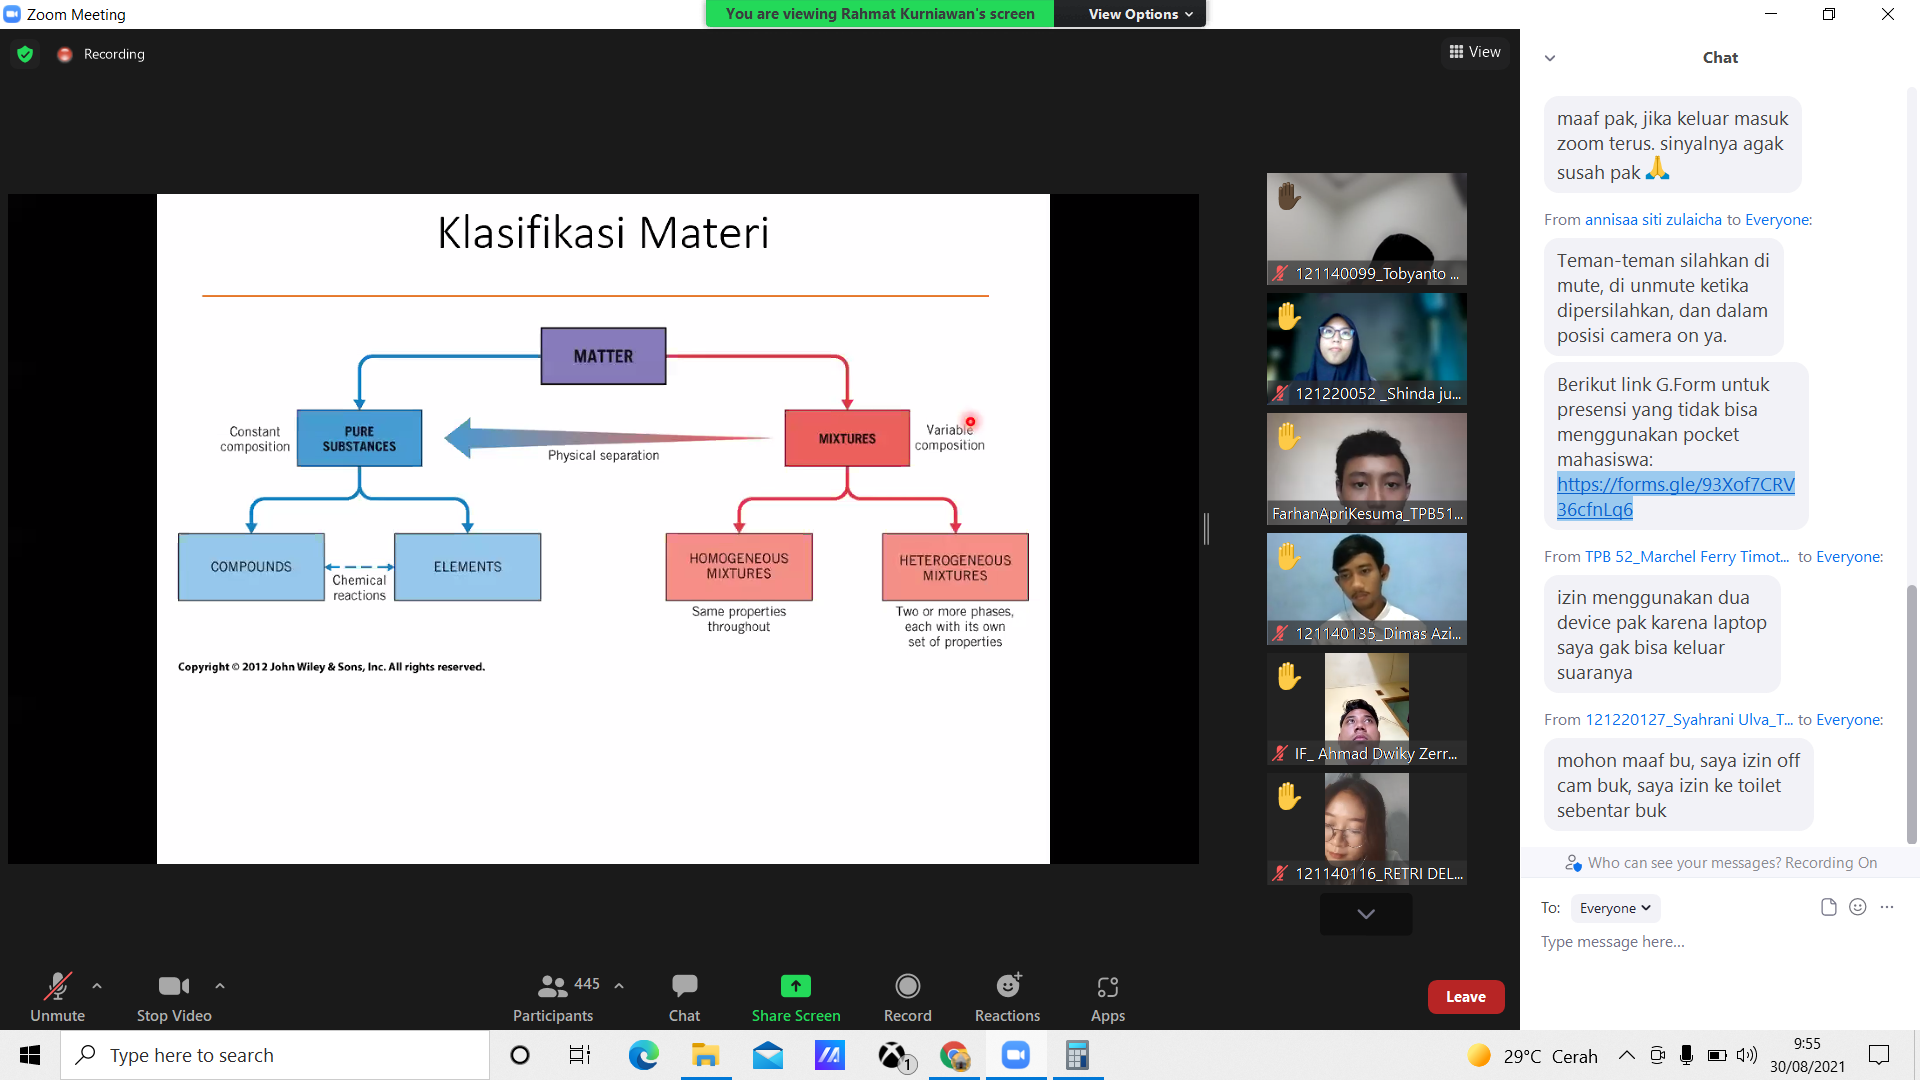 Zoom Meeting
You are viewing Rahmat Kurniawan's screen
View Options
Recording
View
Klasifikasi Materi
MATTER
Constant
composition
PURE
SUBSTANCES
Physical separation
MIXTURES
Variable
composition
COMPOUNDS
Chemical
reactions
ELEMENTS
HOMOGENEOUS
MIXTURES
HETEROGENEOUS
MIXTURES
Same properties
throughout
Two or more phases,
each with its own
set of properties
Copyright © 2012 John Wiley & Sons, Inc. All rights reserved.
121140099_Tobyanto ...
121220052 _Shinda ju...
FarhanApriKesuma_TPB51...
121140135_Dimas Azi...
IF_ Ahmad Dwiky Zerr...
121140116_RETRI DEL...
Chat
maaf pak, jika keluar masuk
zoom terus. sinyalnya agak
susah pak 🙏
From annisaa siti zulaicha to Everyone:
Teman-teman silahkan di
mute, di unmute ketika
dipersilahkan, dan dalam
posisi camera on ya.
Berikut link G.Form untuk
presensi yang tidak bisa
menggunakan pocket
mahasiswa:
https://forms.gle/93Xof7CRV
36cfnLq6
From TPB 52_Marchel Ferry Timot... to Everyone:
izin menggunakan dua
device pak karena laptop
saya gak bisa keluar
suaranya
From 121220127_Syahrani Ulva_T... to Everyone:
mohon maaf bu, saya izin off
cam buk, saya izin ke toilet
sebentar buk
Who can see your messages? Recording On
To: Everyone
Type message here...
Unmute
Stop Video
445
Participants
Chat
Share Screen
Record
Reactions
Apps
Leave
Type here to search
1
29°C Cerah
9:55
30/08/2021